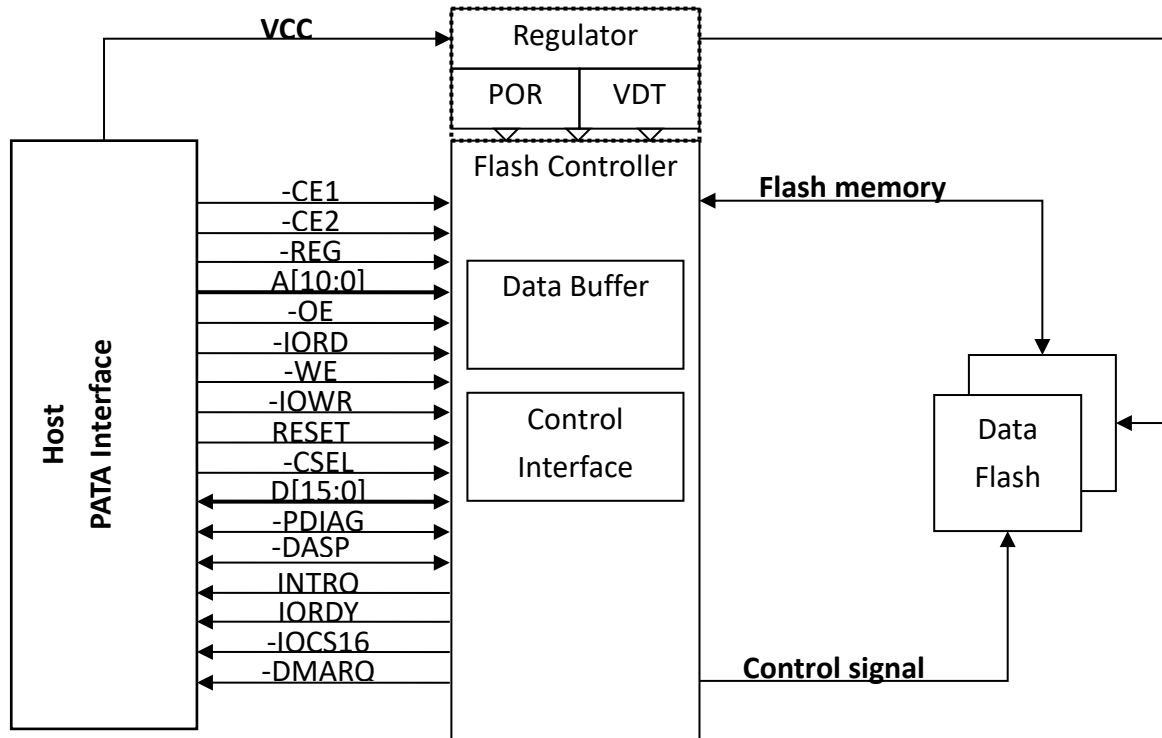 VCC
Regulator
POR
VDT
Flash Controller
Host
PATA Interface
-CE1
-CE2
-REG
A[10:0]
-OE
-IORD
-WE
-IOWR
RESET
-CSEL
D[15:0]
-PDIAG
-DASP
INTRQ
IORDY
-IOCS16
-DMARQ
Data Buffer
Control
Interface
Flash memory
Data
Flash
Control signal